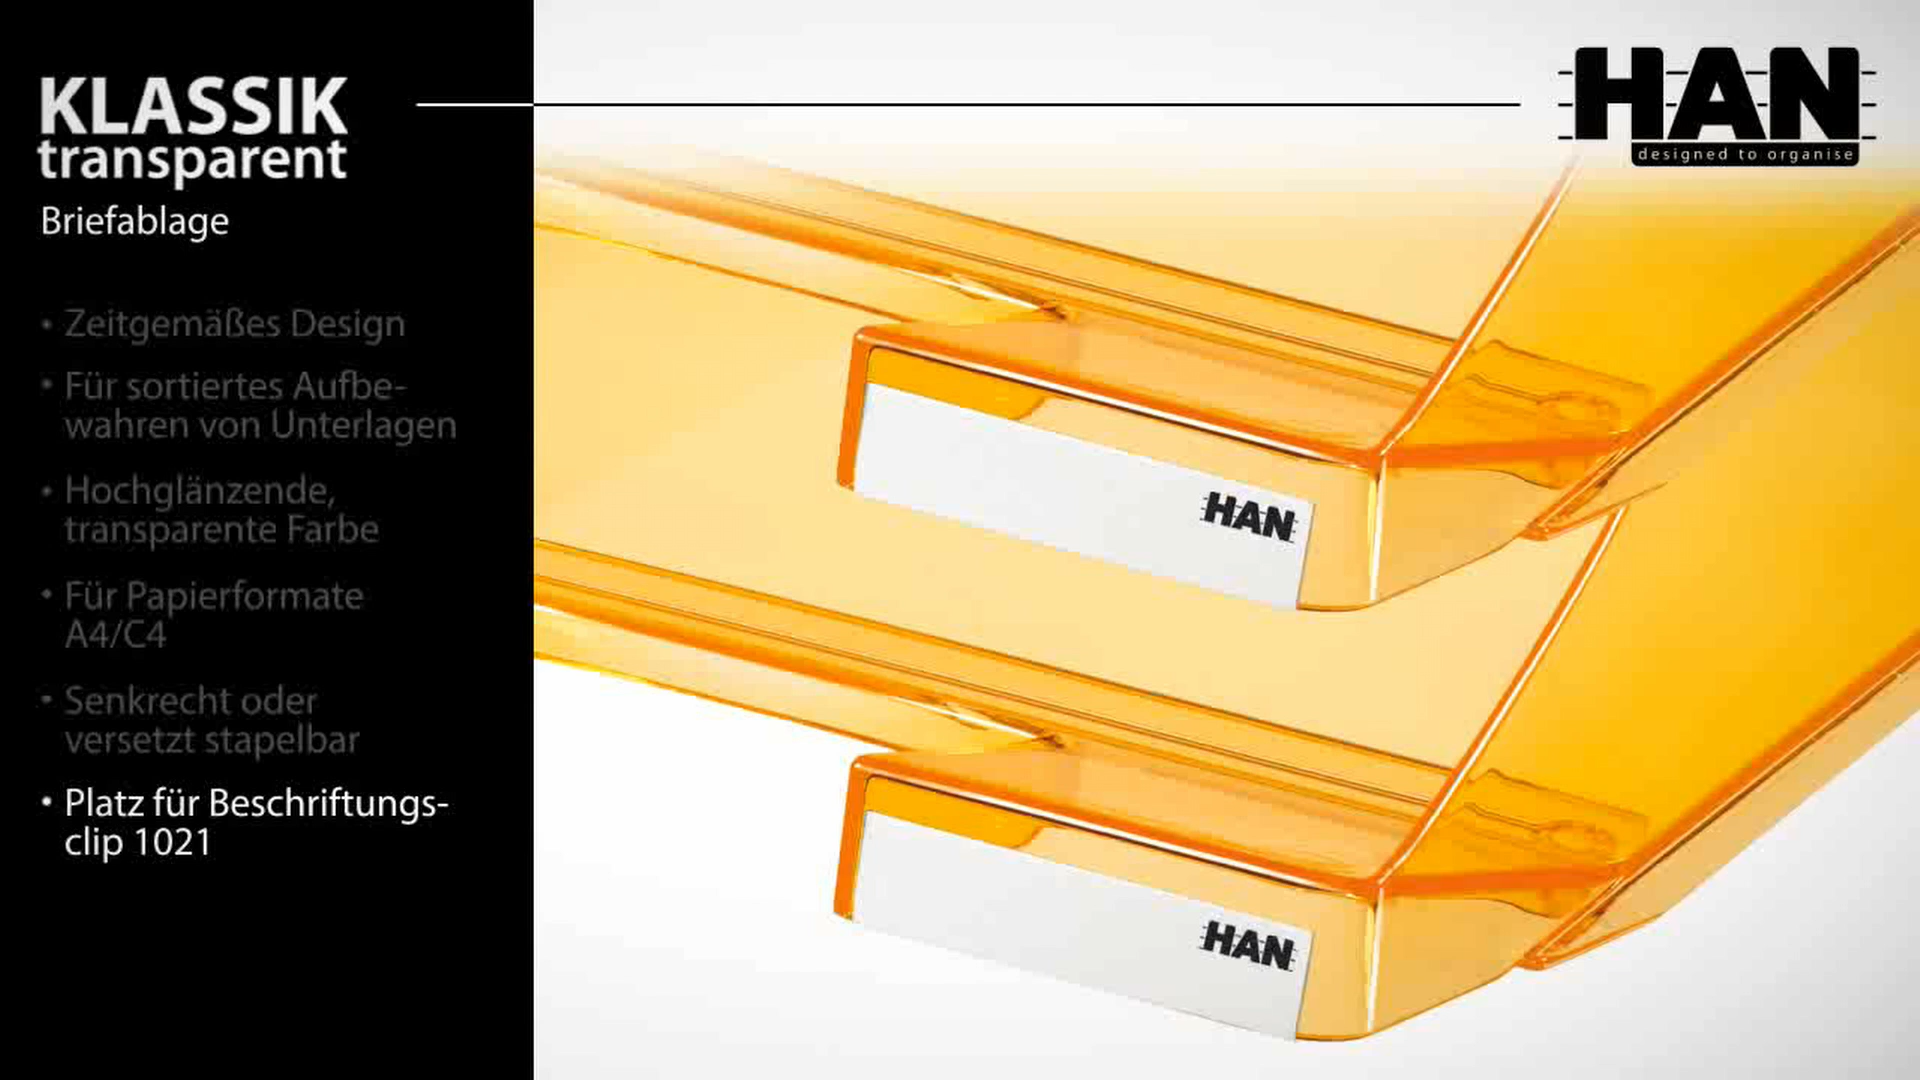 KLASSIK
transparent
Briefablage
• Zeitgemäßes Design
• Für sortiertes Aufbe-
wahren von Unterlagen
• Hochglänzende,
transparente Farbe
• Für Papierformate
A4/C4
• Senkrecht oder
versetzt stapelbar
• Platz für Beschriftungs-
clip 1021
HAN
designed to organise
HAN
HAN